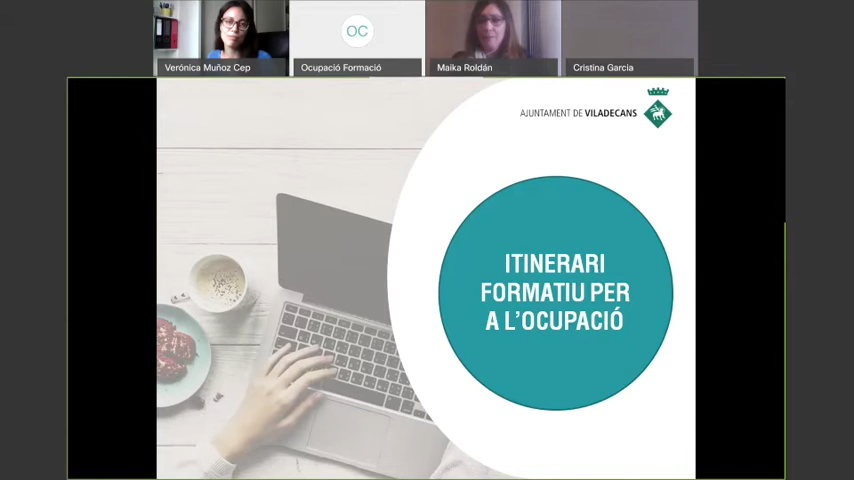 OC
Verónica Muñoz Cep
Ocupació Formació
Maika Roldán
Cristina Garcia
AJUNTAMENT DE VILADECANS
ITINERARI
FORMATIU PER
A L’OCUPACIÓ